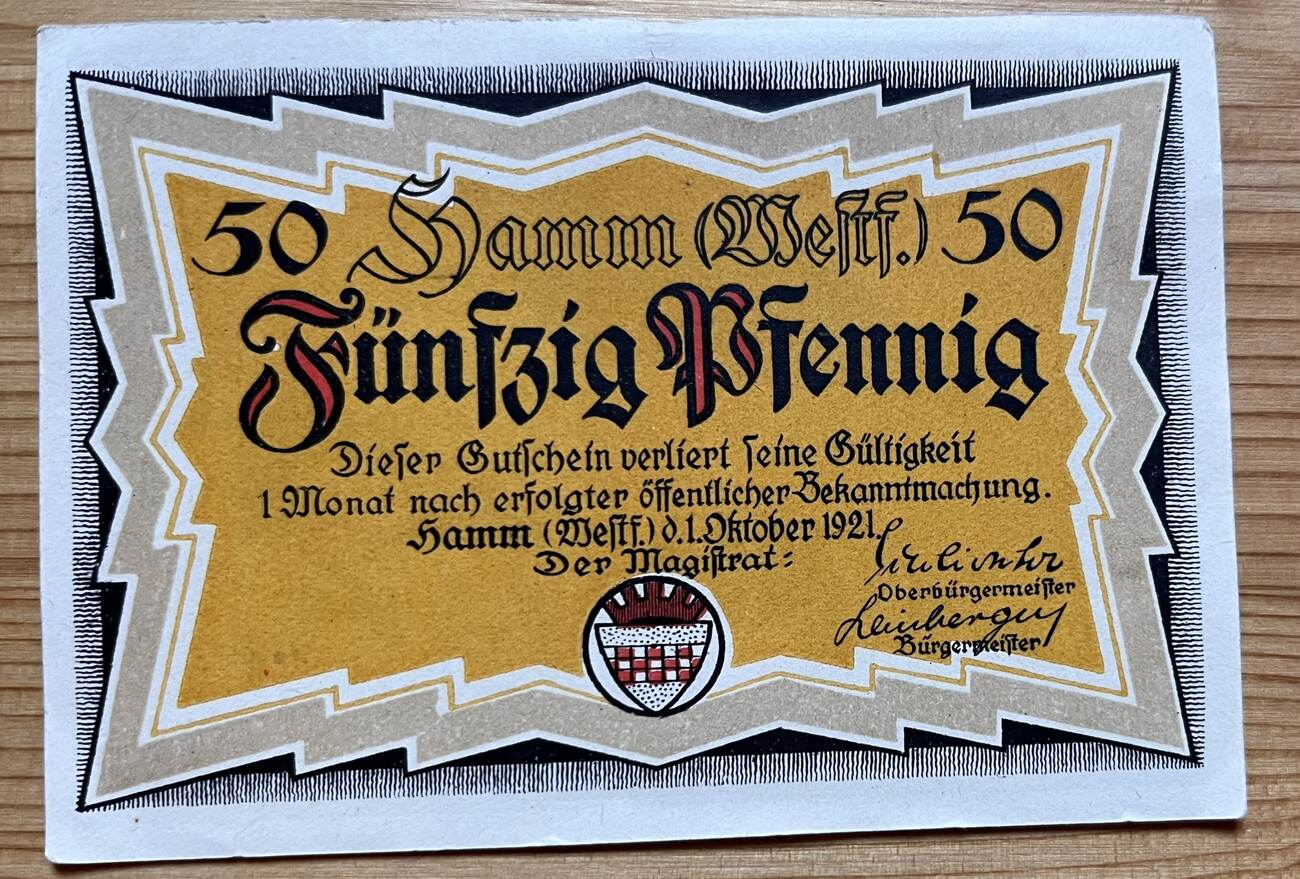 50 Hamm (Westf.) 50
Fünfzig Pfennig
Dieser Gutschein verliert seine Gültigkeit
1 Monat nach erfolgter öffentlicher Bekanntmachung.
Hamm (Westf.) d. 1. Oktober 1921.
Der Magistrat:
Oberbürgermeister
Bürgermeister